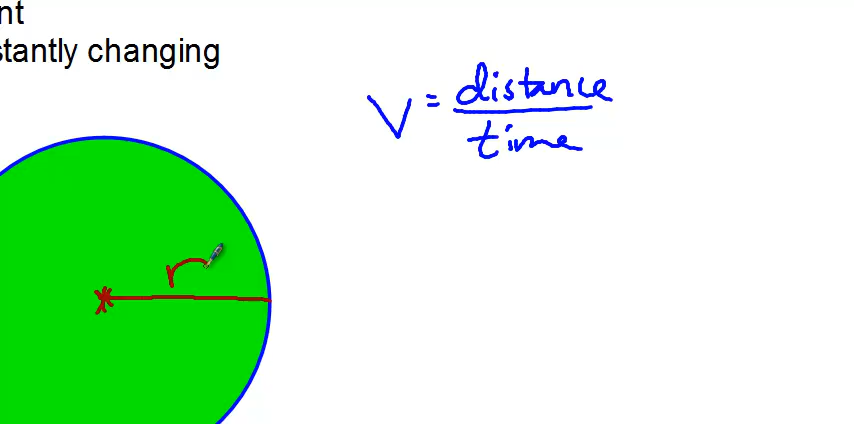 nt
stantly changing
V = distance
time
r